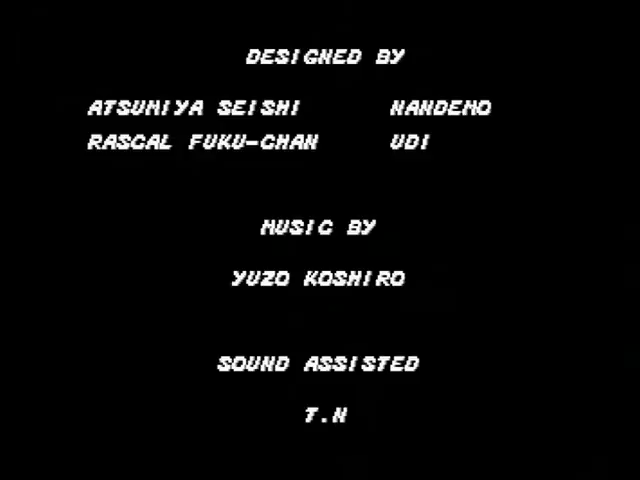 DESIGNED BY
ATSUMIYA SEISHI NANDEMO
RASCAL FUKU-CHAN UDI
MUSIC BY
YUZO KOSHIRO
SOUND ASSISTED
T.N